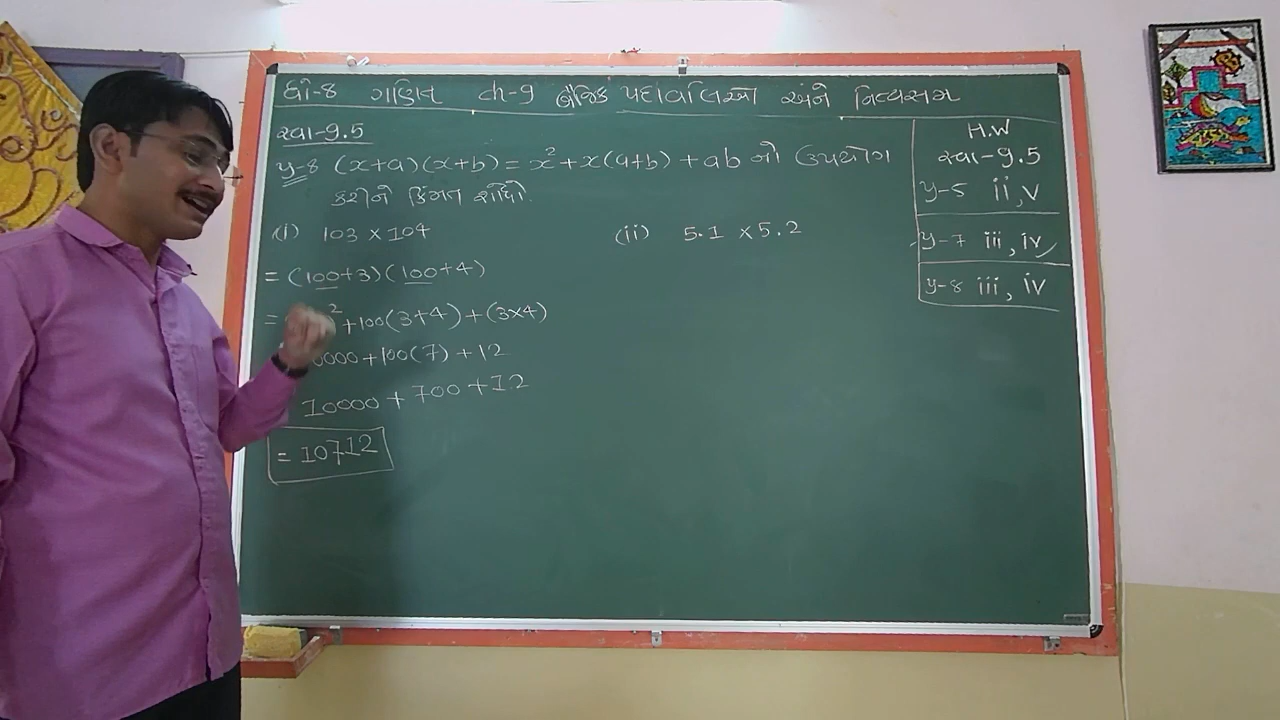 ધો-8 ગણિત ch-9 બૈજિક પદાવલિઓ અને નિત્યસમ
સ્વા-9.5
પ્ર-8 (x+a)(x+b) = x²+x(a+b) + ab નો ઉપયોગ
કરીને કિંમત શોધો.
(i) 103 x 104
= (100+3)(100+4)
= ²+100(3+4)+(3x4)
0000+100(7)+12
10000+700+12
= 10712
(ii) 5.1 x 5.2
H.W
સ્વા-9.5
પ્ર-5 ii, v
પ્ર-7 iii, iv
પ્ર-8 iii, iv